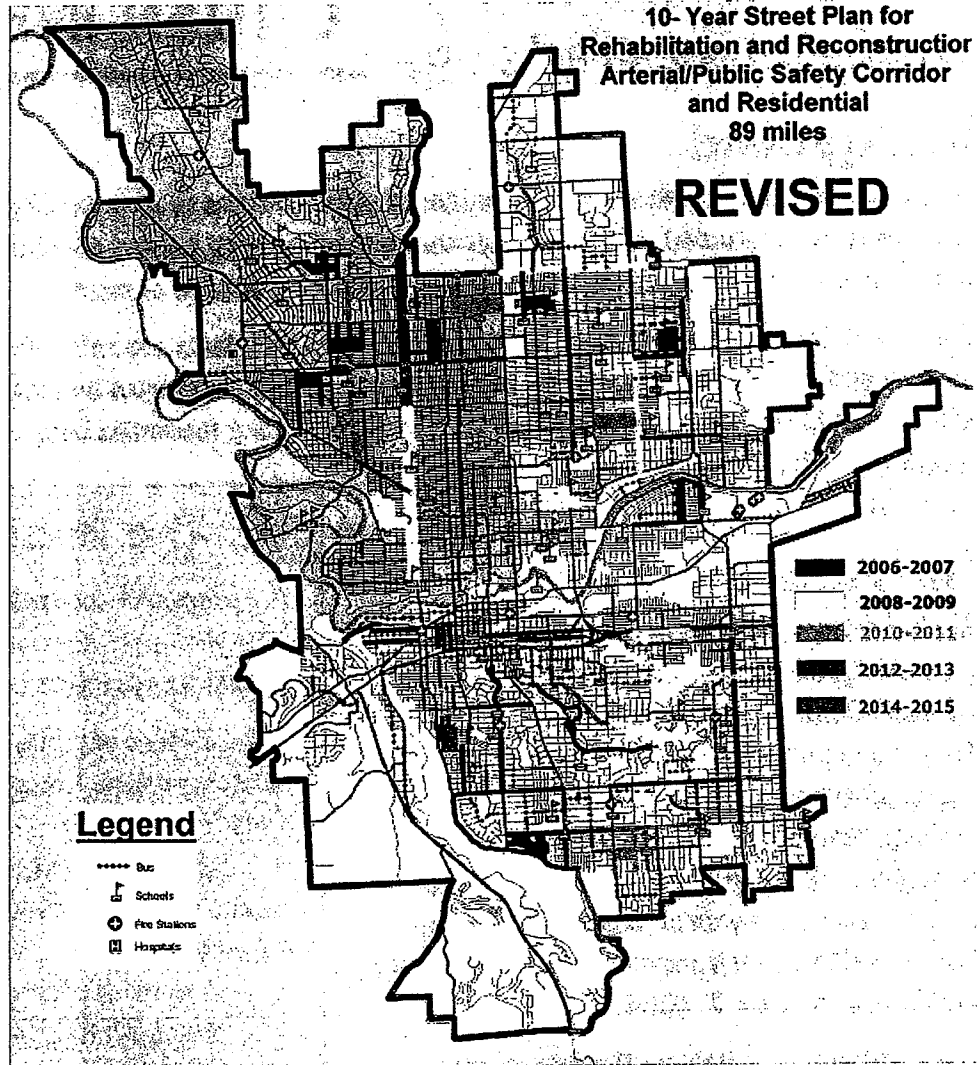 10- Year Street Plan for
Rehabilitation and Reconstruction
Arterial/Public Safety Corridor
and Residential
89 miles
REVISED
2006-2007
2008-2009
2010-2011
2012-2013
2014-2015
Legend
Bus
Schools
Fire Stations
Hospitals